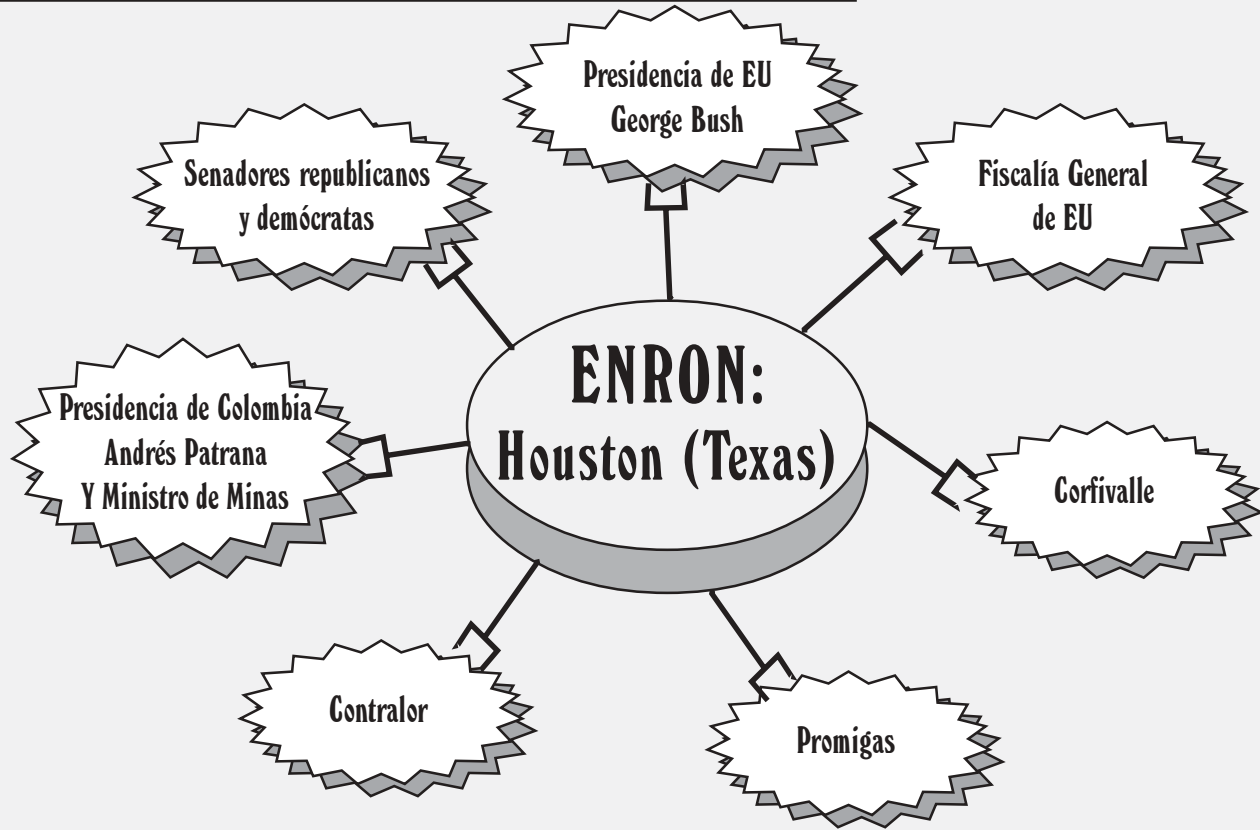 Presidencia de EU
George Bush
Senadores republicanos
y demócratas
Fiscalía General
de EU
ENRON:
Houston (Texas)
Presidencia de Colombia
Andrés Patrana
Y Ministro de Minas
Corfivalle
Contralor
Promigas